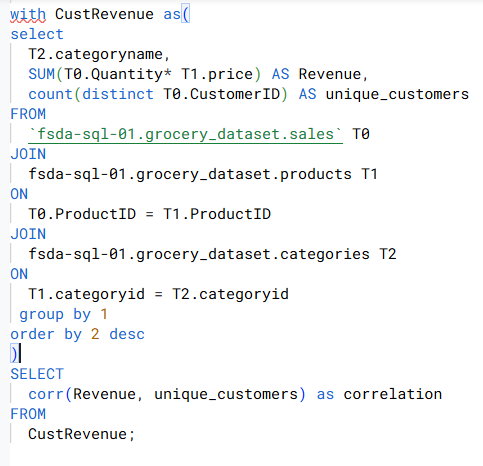 with CustRevenue as(
select
  T2.categoryname,
  SUM(T0.Quantity* T1.price) AS Revenue,
  count(distinct T0.CustomerID) AS unique_customers
FROM
  `fsda-sql-01.grocery_dataset.sales` T0
JOIN
  fsda-sql-01.grocery_dataset.products T1
ON
  T0.ProductID = T1.ProductID
JOIN
  fsda-sql-01.grocery_dataset.categories T2
ON
  T1.categoryid = T2.categoryid
 group by 1
order by 2 desc
)
SELECT
  corr(Revenue, unique_customers) as correlation
FROM
  CustRevenue;